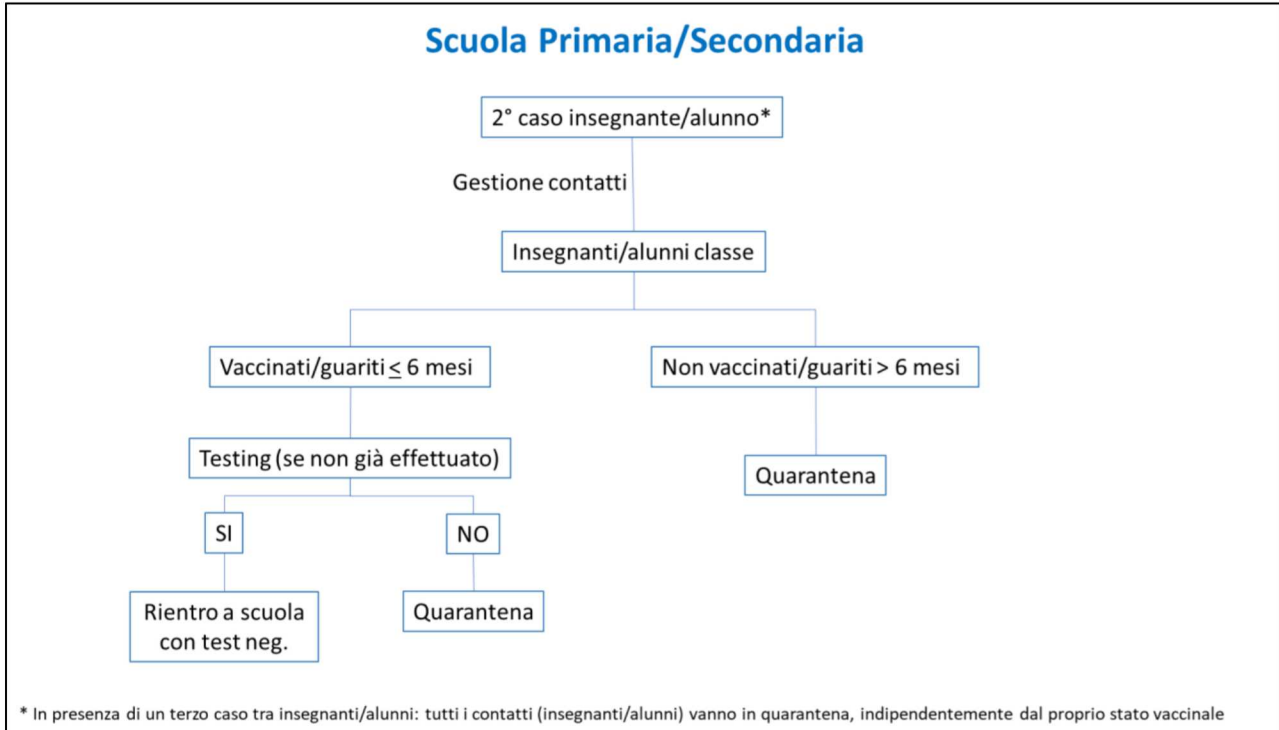 Scuola Primaria/Secondaria
2° caso insegnante/alunno*
Gestione contatti
Insegnanti/alunni classe
Vaccinati/guariti ≤ 6 mesi
Non vaccinati/guariti > 6 mesi
Testing (se non già effettuato)
Quarantena
SI
NO
Rientro a scuola
con test neg.
Quarantena
* In presenza di un terzo caso tra insegnanti/alunni: tutti i contatti (insegnanti/alunni) vanno in quarantena, indipendentemente dal proprio stato vaccinale